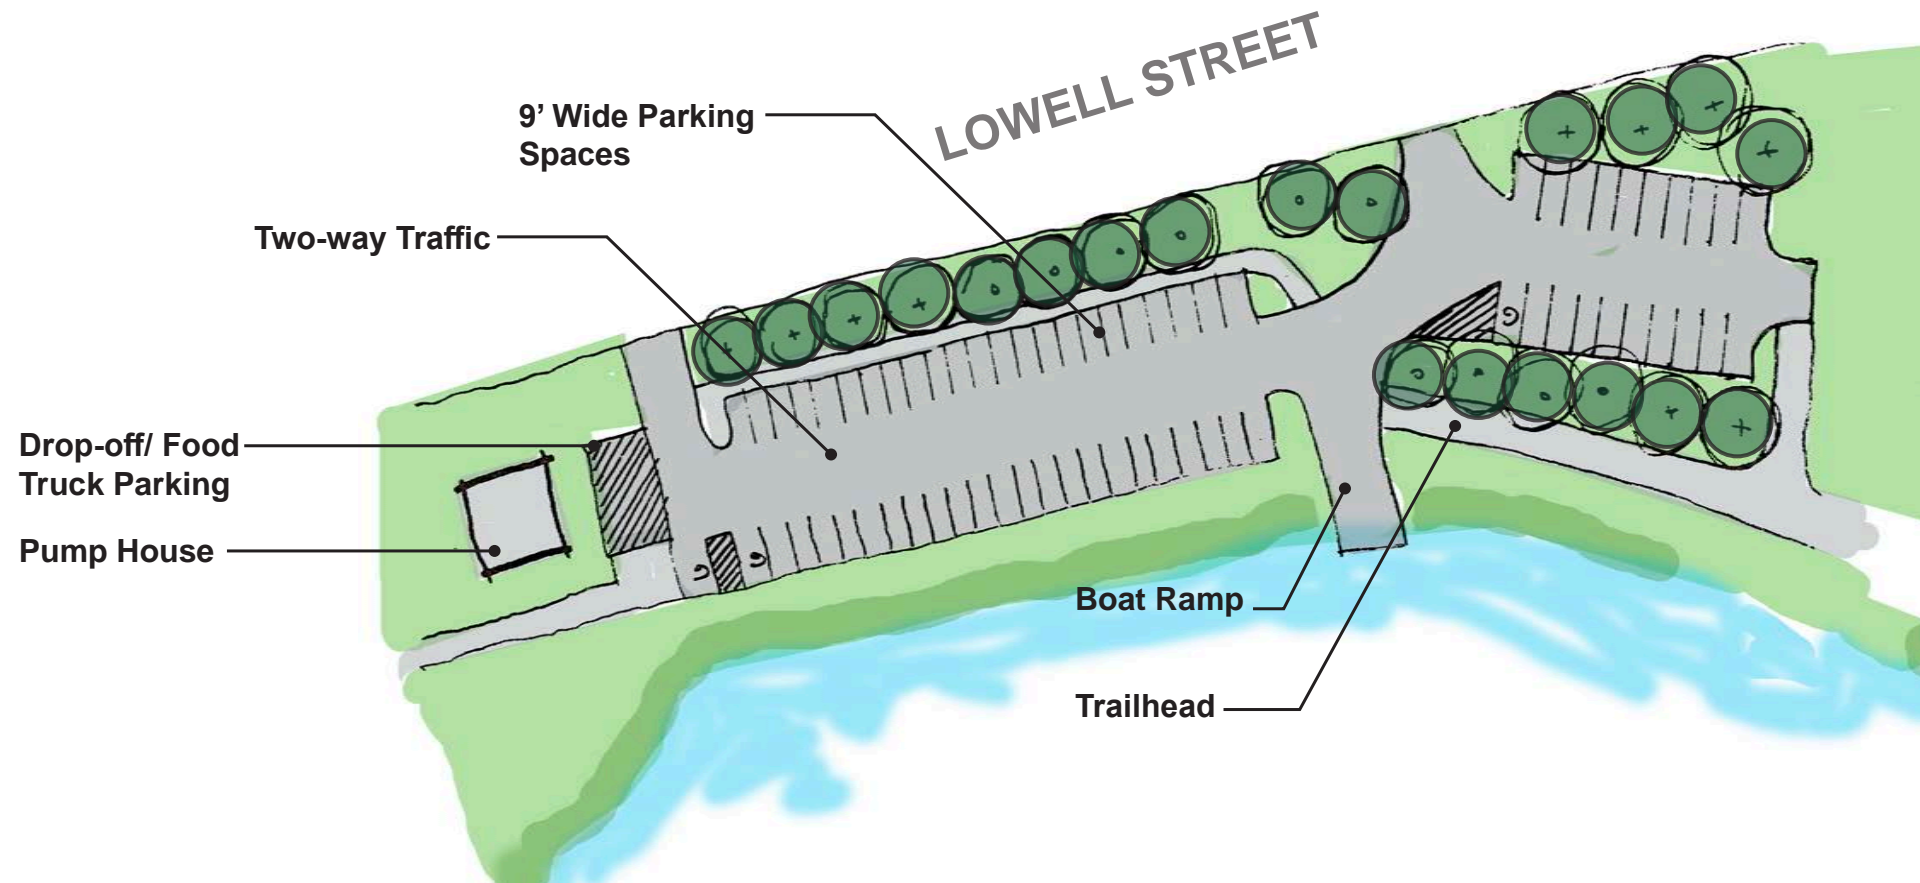 LOWELL STREET
9’ Wide Parking
Spaces
Two-way Traffic
Drop-off/ Food
Truck Parking
Pump House
Boat Ramp
Trailhead